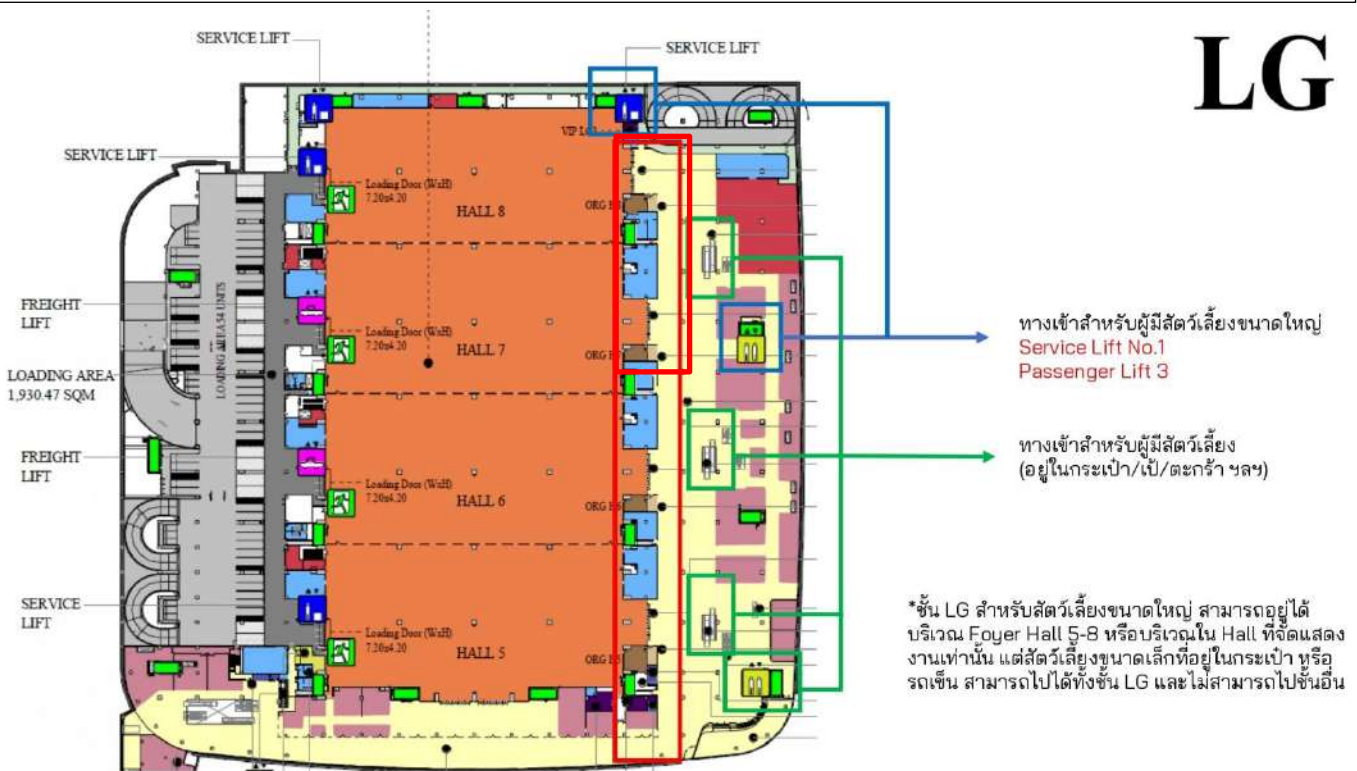 LG
SERVICE LIFT
SERVICE LIFT
VIP LG
SERVICE LIFT
Loading Door (WxH)
7.20x4.20
HALL 8
FREIGHT
LIFT
LOADING AREA 54 UNITS
Loading Door (WxH)
7.20x4.20
HALL 7
LOADING AREA
1,930.47 SQM
FREIGHT
LIFT
Loading Door (WxH)
7.20x4.20
HALL 6
SERVICE
LIFT
Loading Door (WxH)
7.20x4.20
HALL 5
ทางเข้าสำหรับผู้มีสัตว์เลี้ยงขนาดใหญ่
Service Lift No.1
Passenger Lift 3
ทางเข้าสำหรับผู้มีสัตว์เลี้ยง
(อยู่ในกระเป๋า/เป้/ตะกร้า ฯลฯ)
*ชั้น LG สำหรับสัตว์เลี้ยงขนาดใหญ่ สามารถอยู่ได้
บริเวณ Foyer Hall 5-8 หรือบริเวณใน Hall ที่จัดแสดง
งานเท่านั้น แต่สัตว์เลี้ยงขนาดเล็กที่อยู่ในกระเป๋า หรือ
รถเข็น สามารถไปได้ทั้งชั้น LG และไม่สามารถไปชั้นอื่น